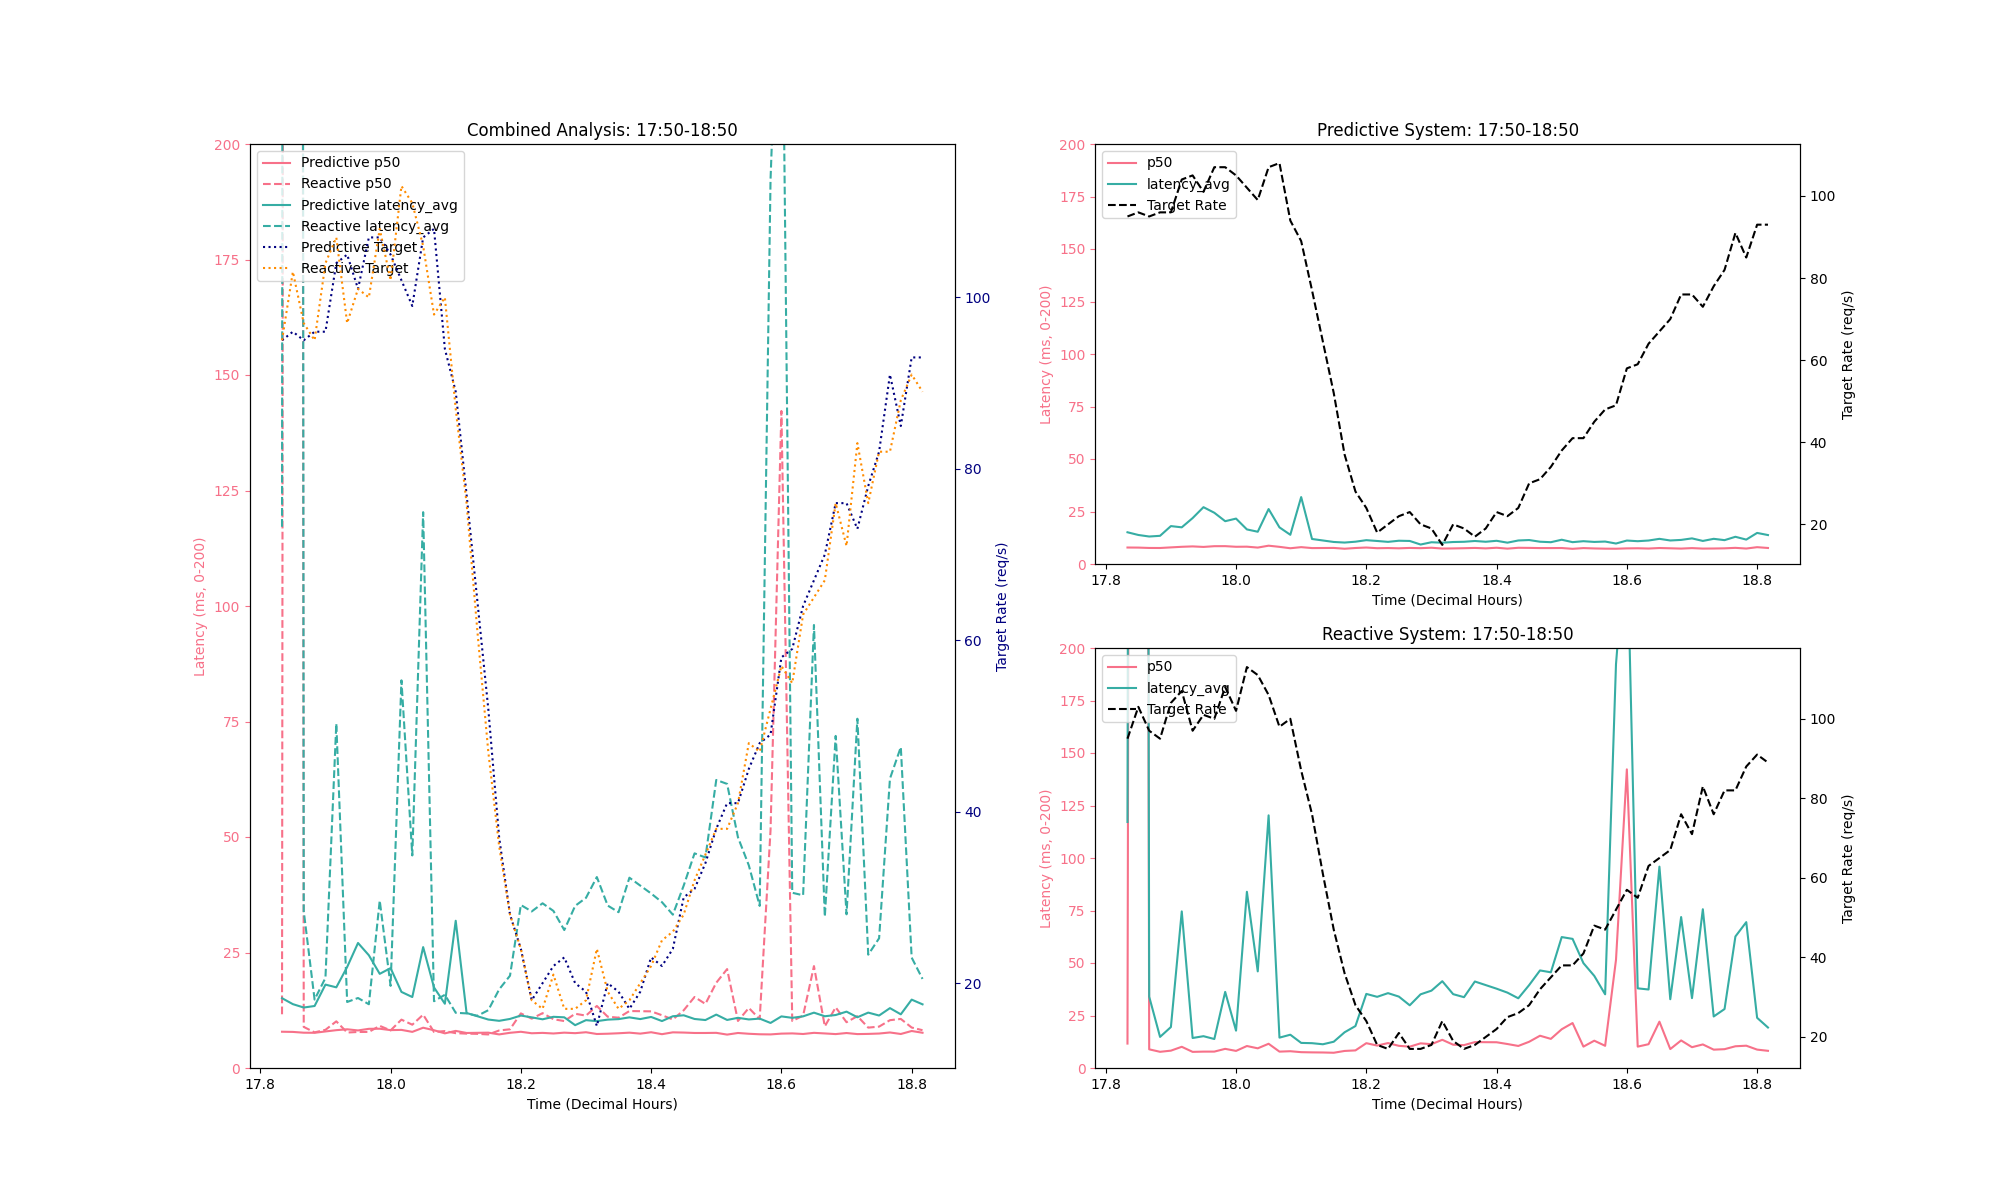 Combined Analysis: 17:50-18:50
200
175
150
125
100
75
50
25
0
Latency (ms, 0-200)
Predictive p50
Reactive p50
Predictive latency_avg
Reactive latency_avg
Predictive Target
Reactive Target
100
80
60
40
20
Target Rate (req/s)
17.8 18.0 18.2 18.4 18.6 18.8
Time (Decimal Hours)
Predictive System: 17:50-18:50
200
175
150
125
100
75
50
25
0
Latency (ms, 0-200)
p50
latency_avg
Target Rate
100
80
60
40
20
Target Rate (req/s)
17.8 18.0 18.2 18.4 18.6 18.8
Time (Decimal Hours)
Reactive System: 17:50-18:50
200
175
150
125
100
75
50
25
0
Latency (ms, 0-200)
p50
latency_avg
Target Rate
100
80
60
40
20
Target Rate (req/s)
17.8 18.0 18.2 18.4 18.6 18.8
Time (Decimal Hours)